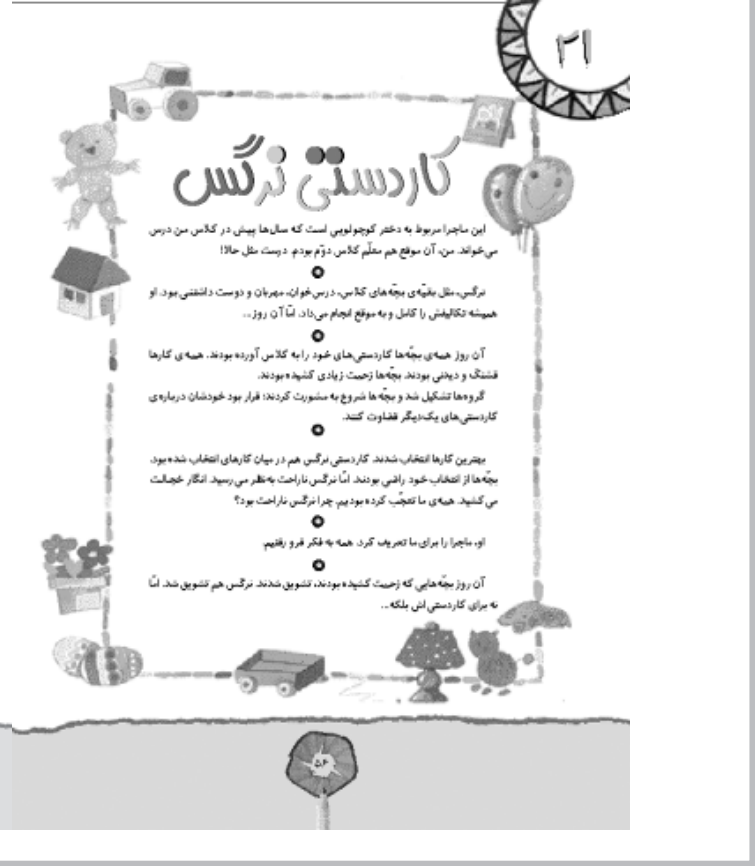 ۲۱
کاردستی نرگس
این ماجرا مربوط به دختر کوچولویی است که سال‌ها پیش در کلاس من درس
می‌خواند. من، آن موقع هم معلّم کلاس دوّم بودم. درست مثل حالا!
نرگس، مثل بقیّه‌ی بچّه‌های کلاس، درس‌خوان، مهربان و دوست داشتنی بود. او
همیشه تکالیفش را کامل و به موقع انجام می‌داد. امّا آن روز ...
آن روز همه‌ی بچّه‌ها کاردستی‌های خود را به کلاس آورده بودند. همه‌ی کارها
قشنگ و دیدنی بودند. بچّه‌ها زحمت زیادی کشیده بودند.
گروه‌ها تشکیل شد و بچّه‌ها شروع به مشورت کردند؛ قرار بود خودشان درباره‌ی
کاردستی‌های یک‌دیگر قضاوت کنند.
بهترین کارها انتخاب شدند. کاردستی نرگس هم در میان کارهای انتخاب شده بود.
بچّه‌ها از انتخاب خود راضی بودند. امّا نرگس ناراحت به‌نظر می‌رسید. انگار خجالت
می‌کشید. همه‌ی ما تعجّب کرده بودیم. چرا نرگس ناراحت بود؟
او، ماجرا را برای ما تعریف کرد. همه به فکر فرو رفتیم.
آن روز بچّه‌هایی که زحمت کشیده بودند، تشویق شدند. نرگس هم تشویق شد. امّا
نه برای کاردستی‌اش بلکه ...
۵۶